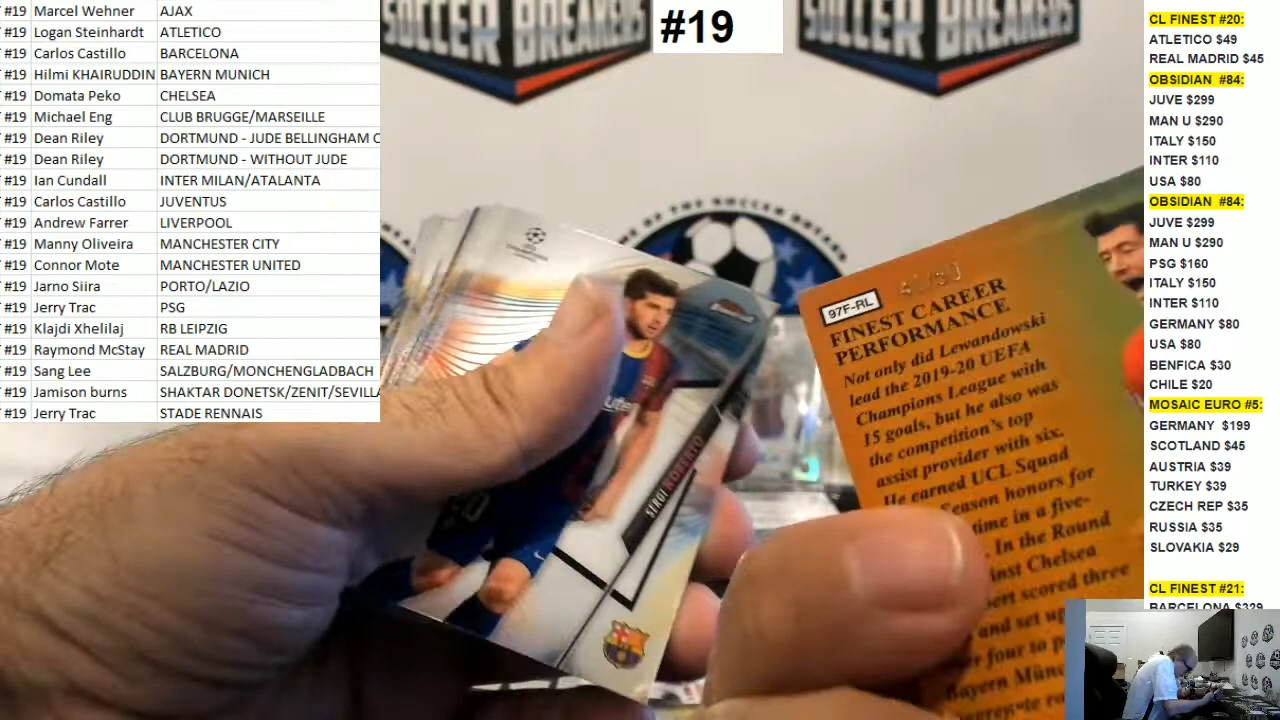 #19 Marcel Wehner AJAX
#19 Logan Steinhardt ATLETICO
#19 Carlos Castillo BARCELONA
#19 Hilmi KHAIRUDDIN BAYERN MUNICH
#19 Domata Peko CHELSEA
#19 Michael Eng CLUB BRUGGE/MARSEILLE
#19 Dean Riley DORTMUND - JUDE BELLINGHAM C
#19 Dean Riley DORTMUND - WITHOUT JUDE
#19 Ian Cundall INTER MILAN/ATALANTA
#19 Carlos Castillo JUVENTUS
#19 Andrew Farrer LIVERPOOL
#19 Manny Oliveira MANCHESTER CITY
#19 Connor Mote MANCHESTER UNITED
#19 Jarno Siira PORTO/LAZIO
#19 Jerry Trac PSG
#19 Klajdi Xhelilaj RB LEIPZIG
#19 Raymond McStay REAL MADRID
#19 Sang Lee SALZBURG/MONCHENGLADBACH
#19 Jamison burns SHAKTAR DONETSK/ZENIT/SEVILLA
#19 Jerry Trac STADE RENNAIS
SOCCER BREAKERS
#19
SOCCER BREAKERS
SERGI ROBERTO
97F-RL
FINEST CAREER
PERFORMANCE
Not only did Lewandowski
lead the 2019-20 UEFA
Champions League with
15 goals, but he also was
the competition's top
assist provider with six.
He earned UCL Squad
Season honors for
time in a five-
. In the Round
inst Chelsea
ert scored three
and set up
er four to
Bayern Mün
CL FINEST #20:
ATLETICO $49
REAL MADRID $45
OBSIDIAN #84:
JUVE $299
MAN U $290
ITALY $150
INTER $110
USA $80
OBSIDIAN #84:
JUVE $299
MAN U $290
PSG $160
ITALY $150
INTER $110
GERMANY $80
USA $80
BENFICA $30
CHILE $20
MOSAIC EURO #5:
GERMANY $199
SCOTLAND $45
AUSTRIA $39
TURKEY $39
CZECH REP $35
RUSSIA $35
SLOVAKIA $29
CL FINEST #21:
BARCELONA $329